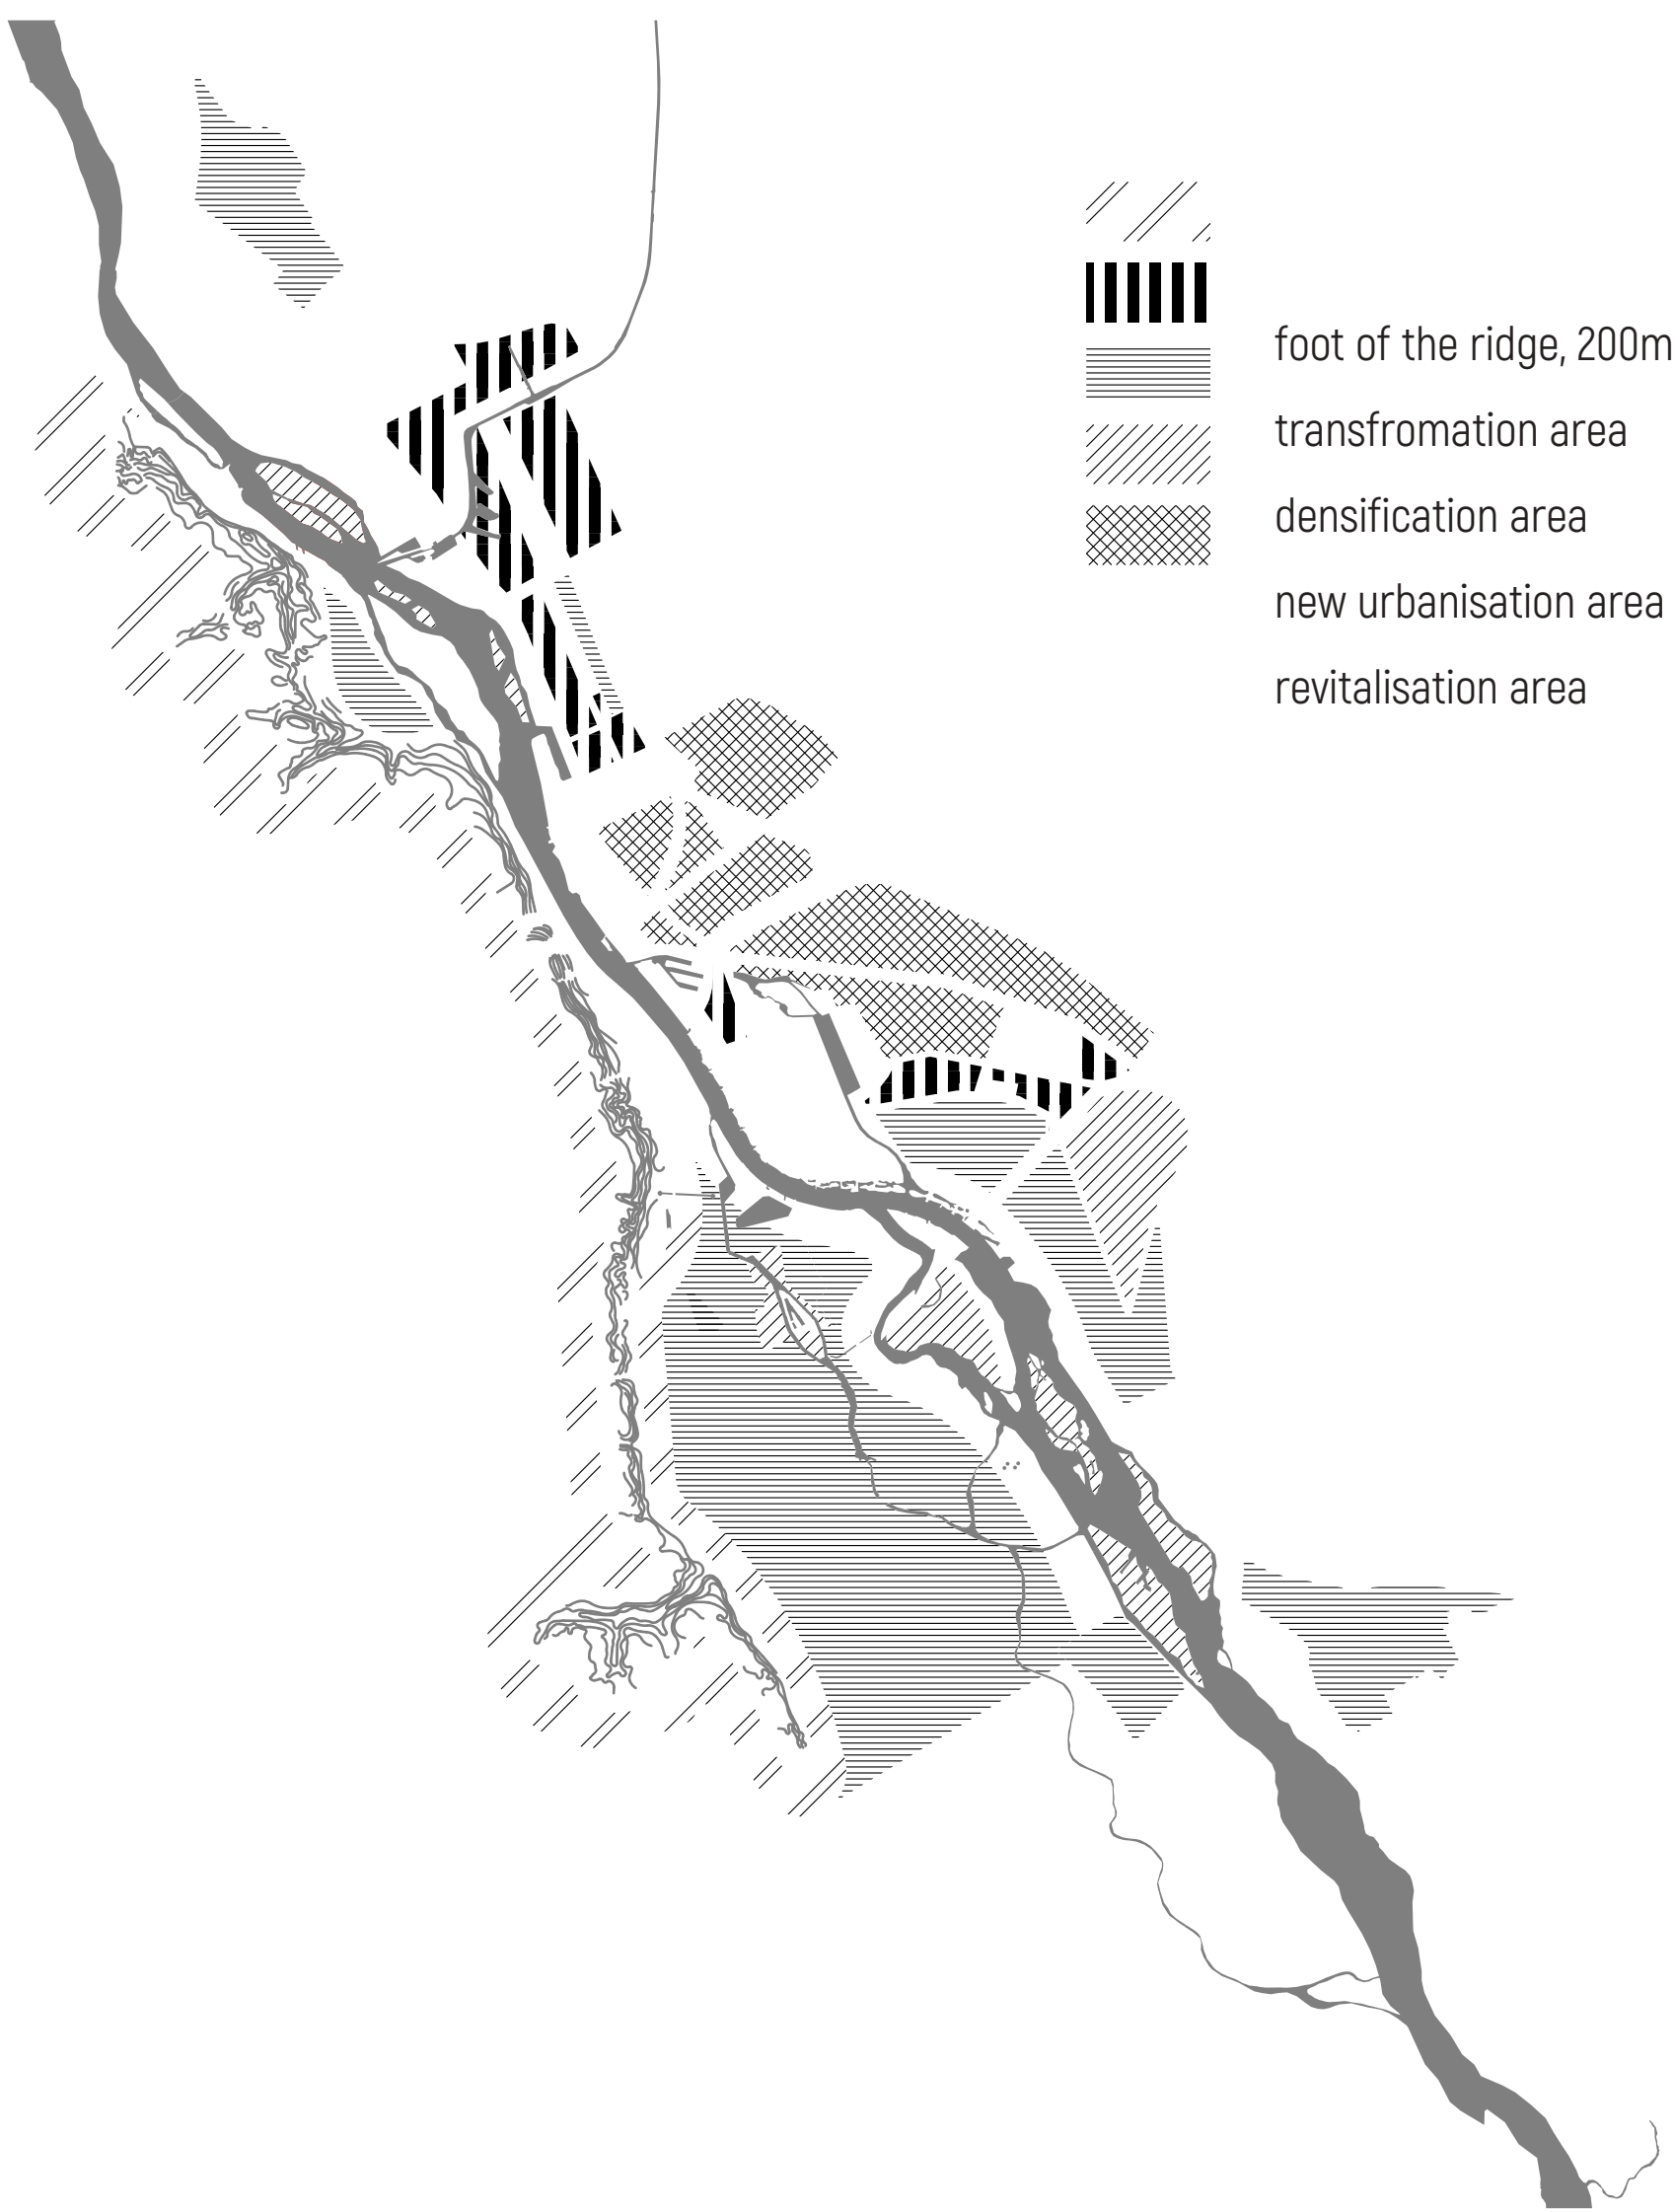 foot of the ridge, 200m
transfromation area
densification area
new urbanisation area
revitalisation area